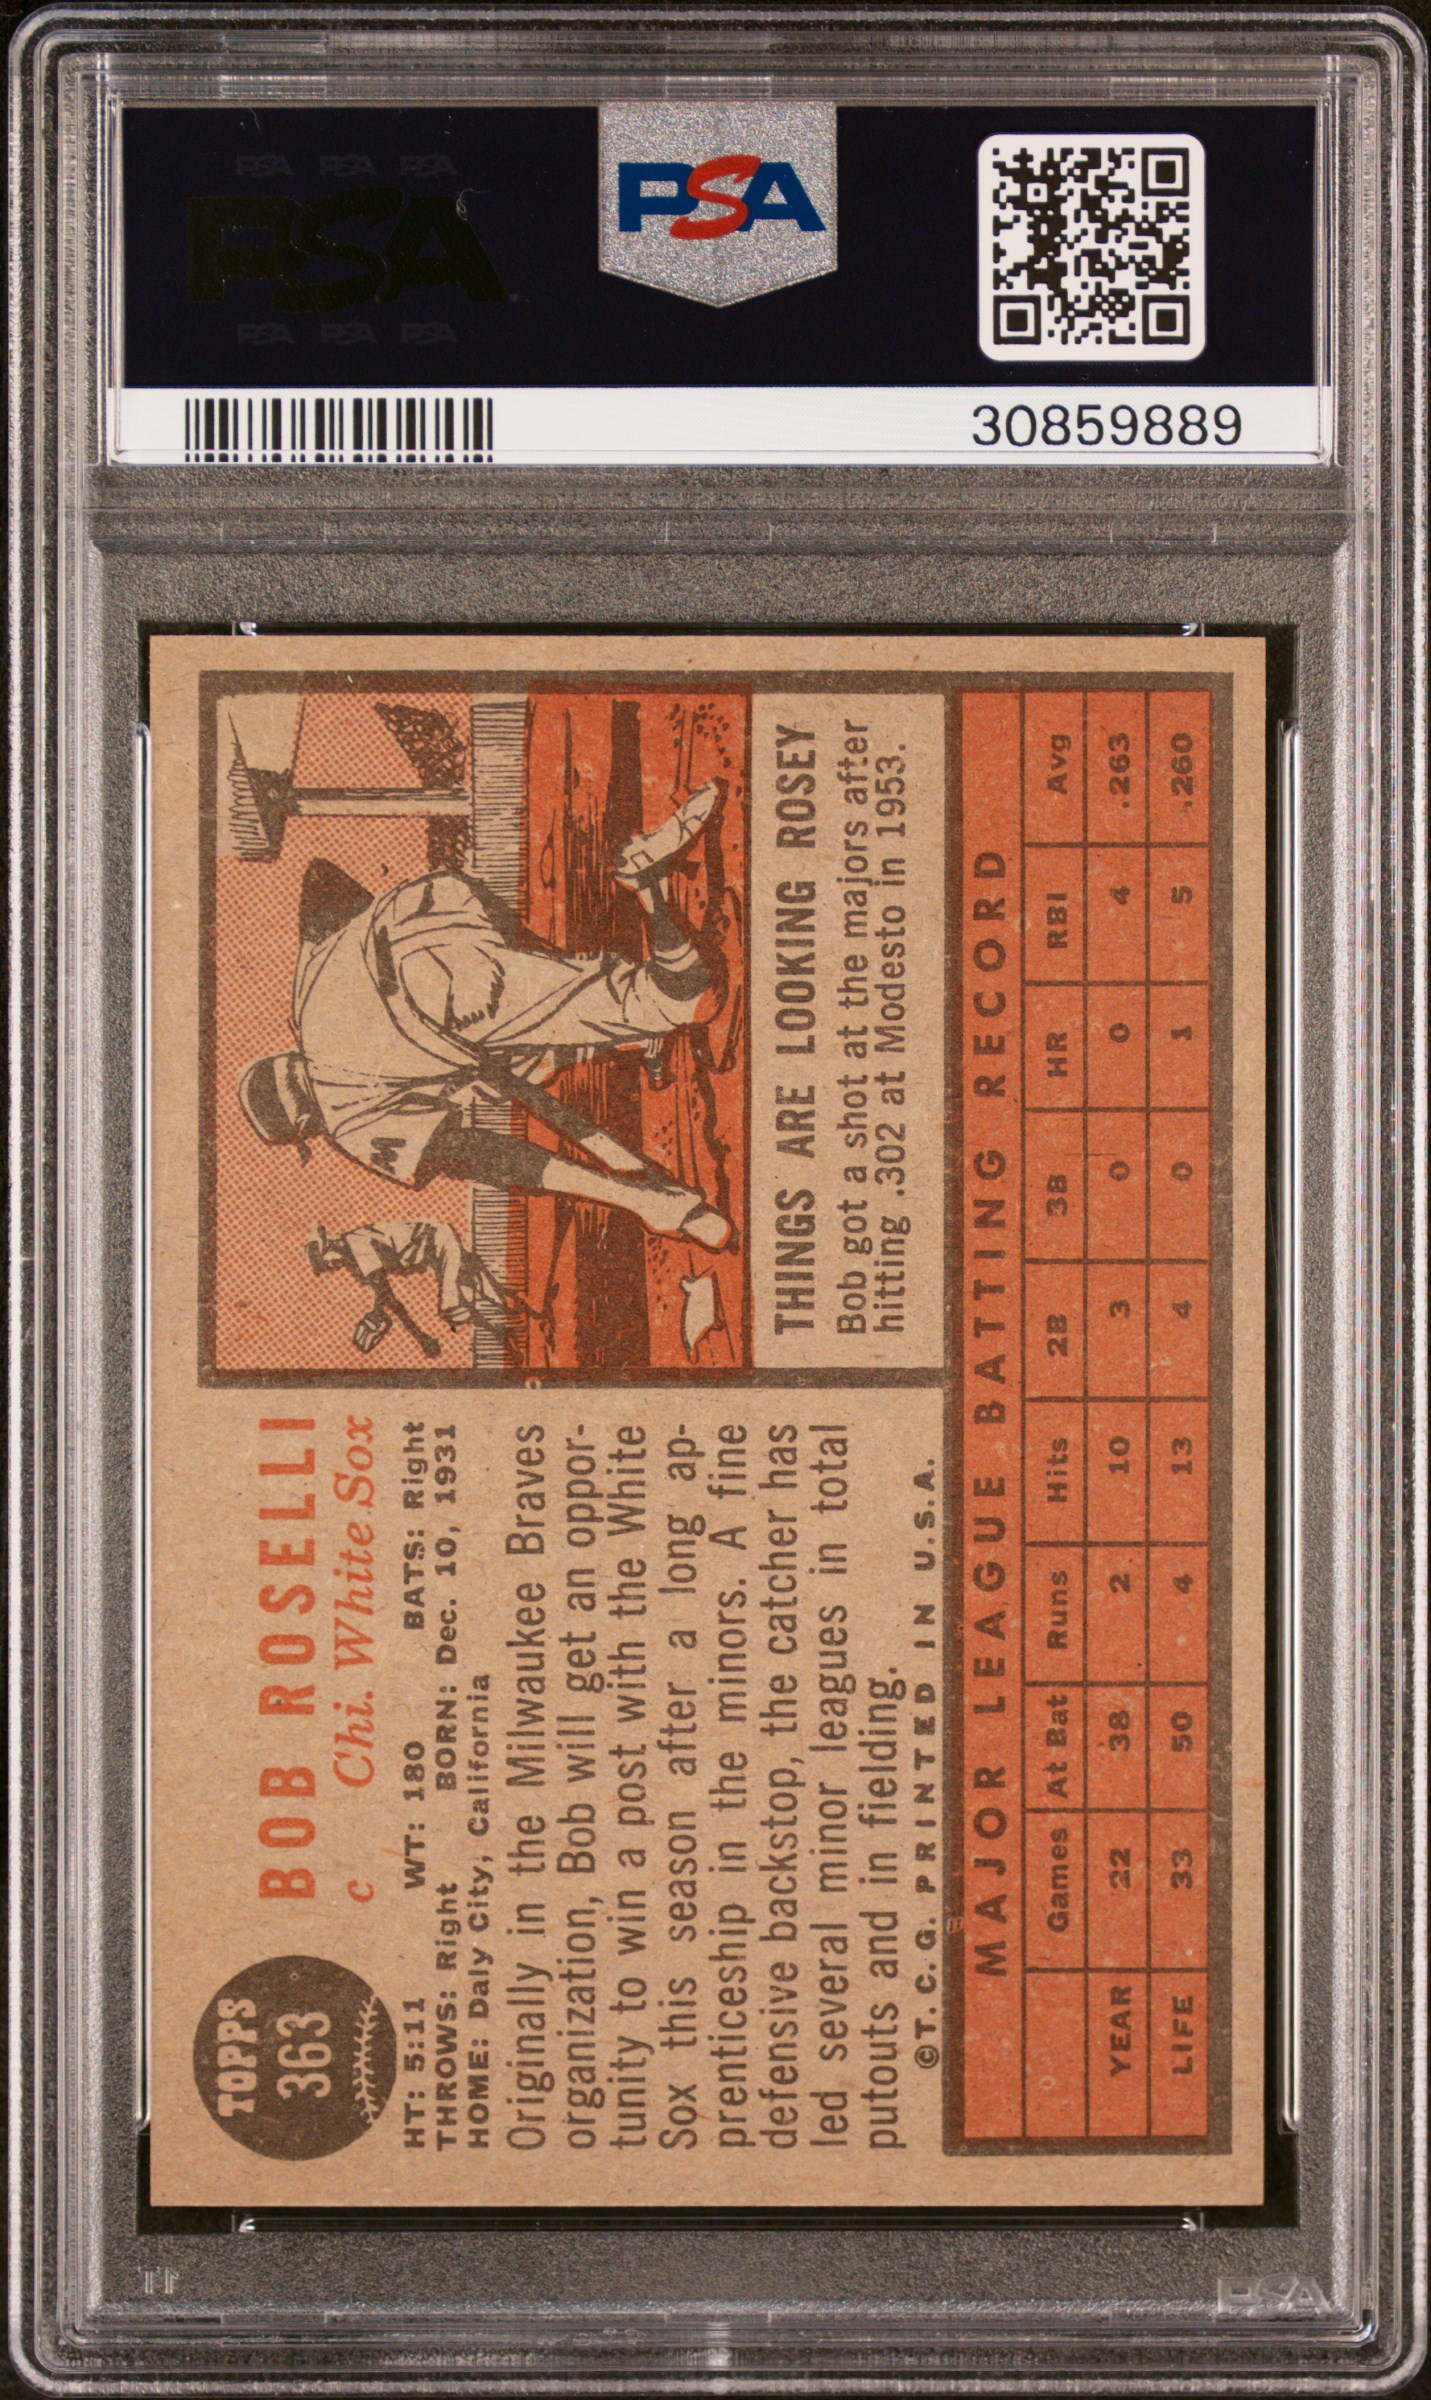 PSA PSA PSA
PSA
PSA PSA PSA
PSA
30859889
TOPPS
363
BOB ROSELLI
c Chi. White Sox
HT: 5:11 WT: 180 BATS: Right
THROWS: Right BORN: Dec. 10, 1931
HOME: Daly City, California
Originally in the Milwaukee Braves
organization, Bob will get an oppor-
tunity to win a post with the White
Sox this season after a long ap-
prenticeship in the minors. A fine
defensive backstop, the catcher has
led several minor leagues in total
putouts and in fielding.
©T.C.G. PRINTED IN U.S.A.
M
THINGS ARE LOOKING ROSEY
Bob got a shot at the majors after
hitting .302 at Modesto in 1953.
MAJOR LEAGUE BATTING RECORD
Games At Bat Runs Hits 2B 3B HR RBI Avg
YEAR 22 38 2 10 3 0 0 4 .263
LIFE 33 50 4 13 4 0 1 5 .260
PSA